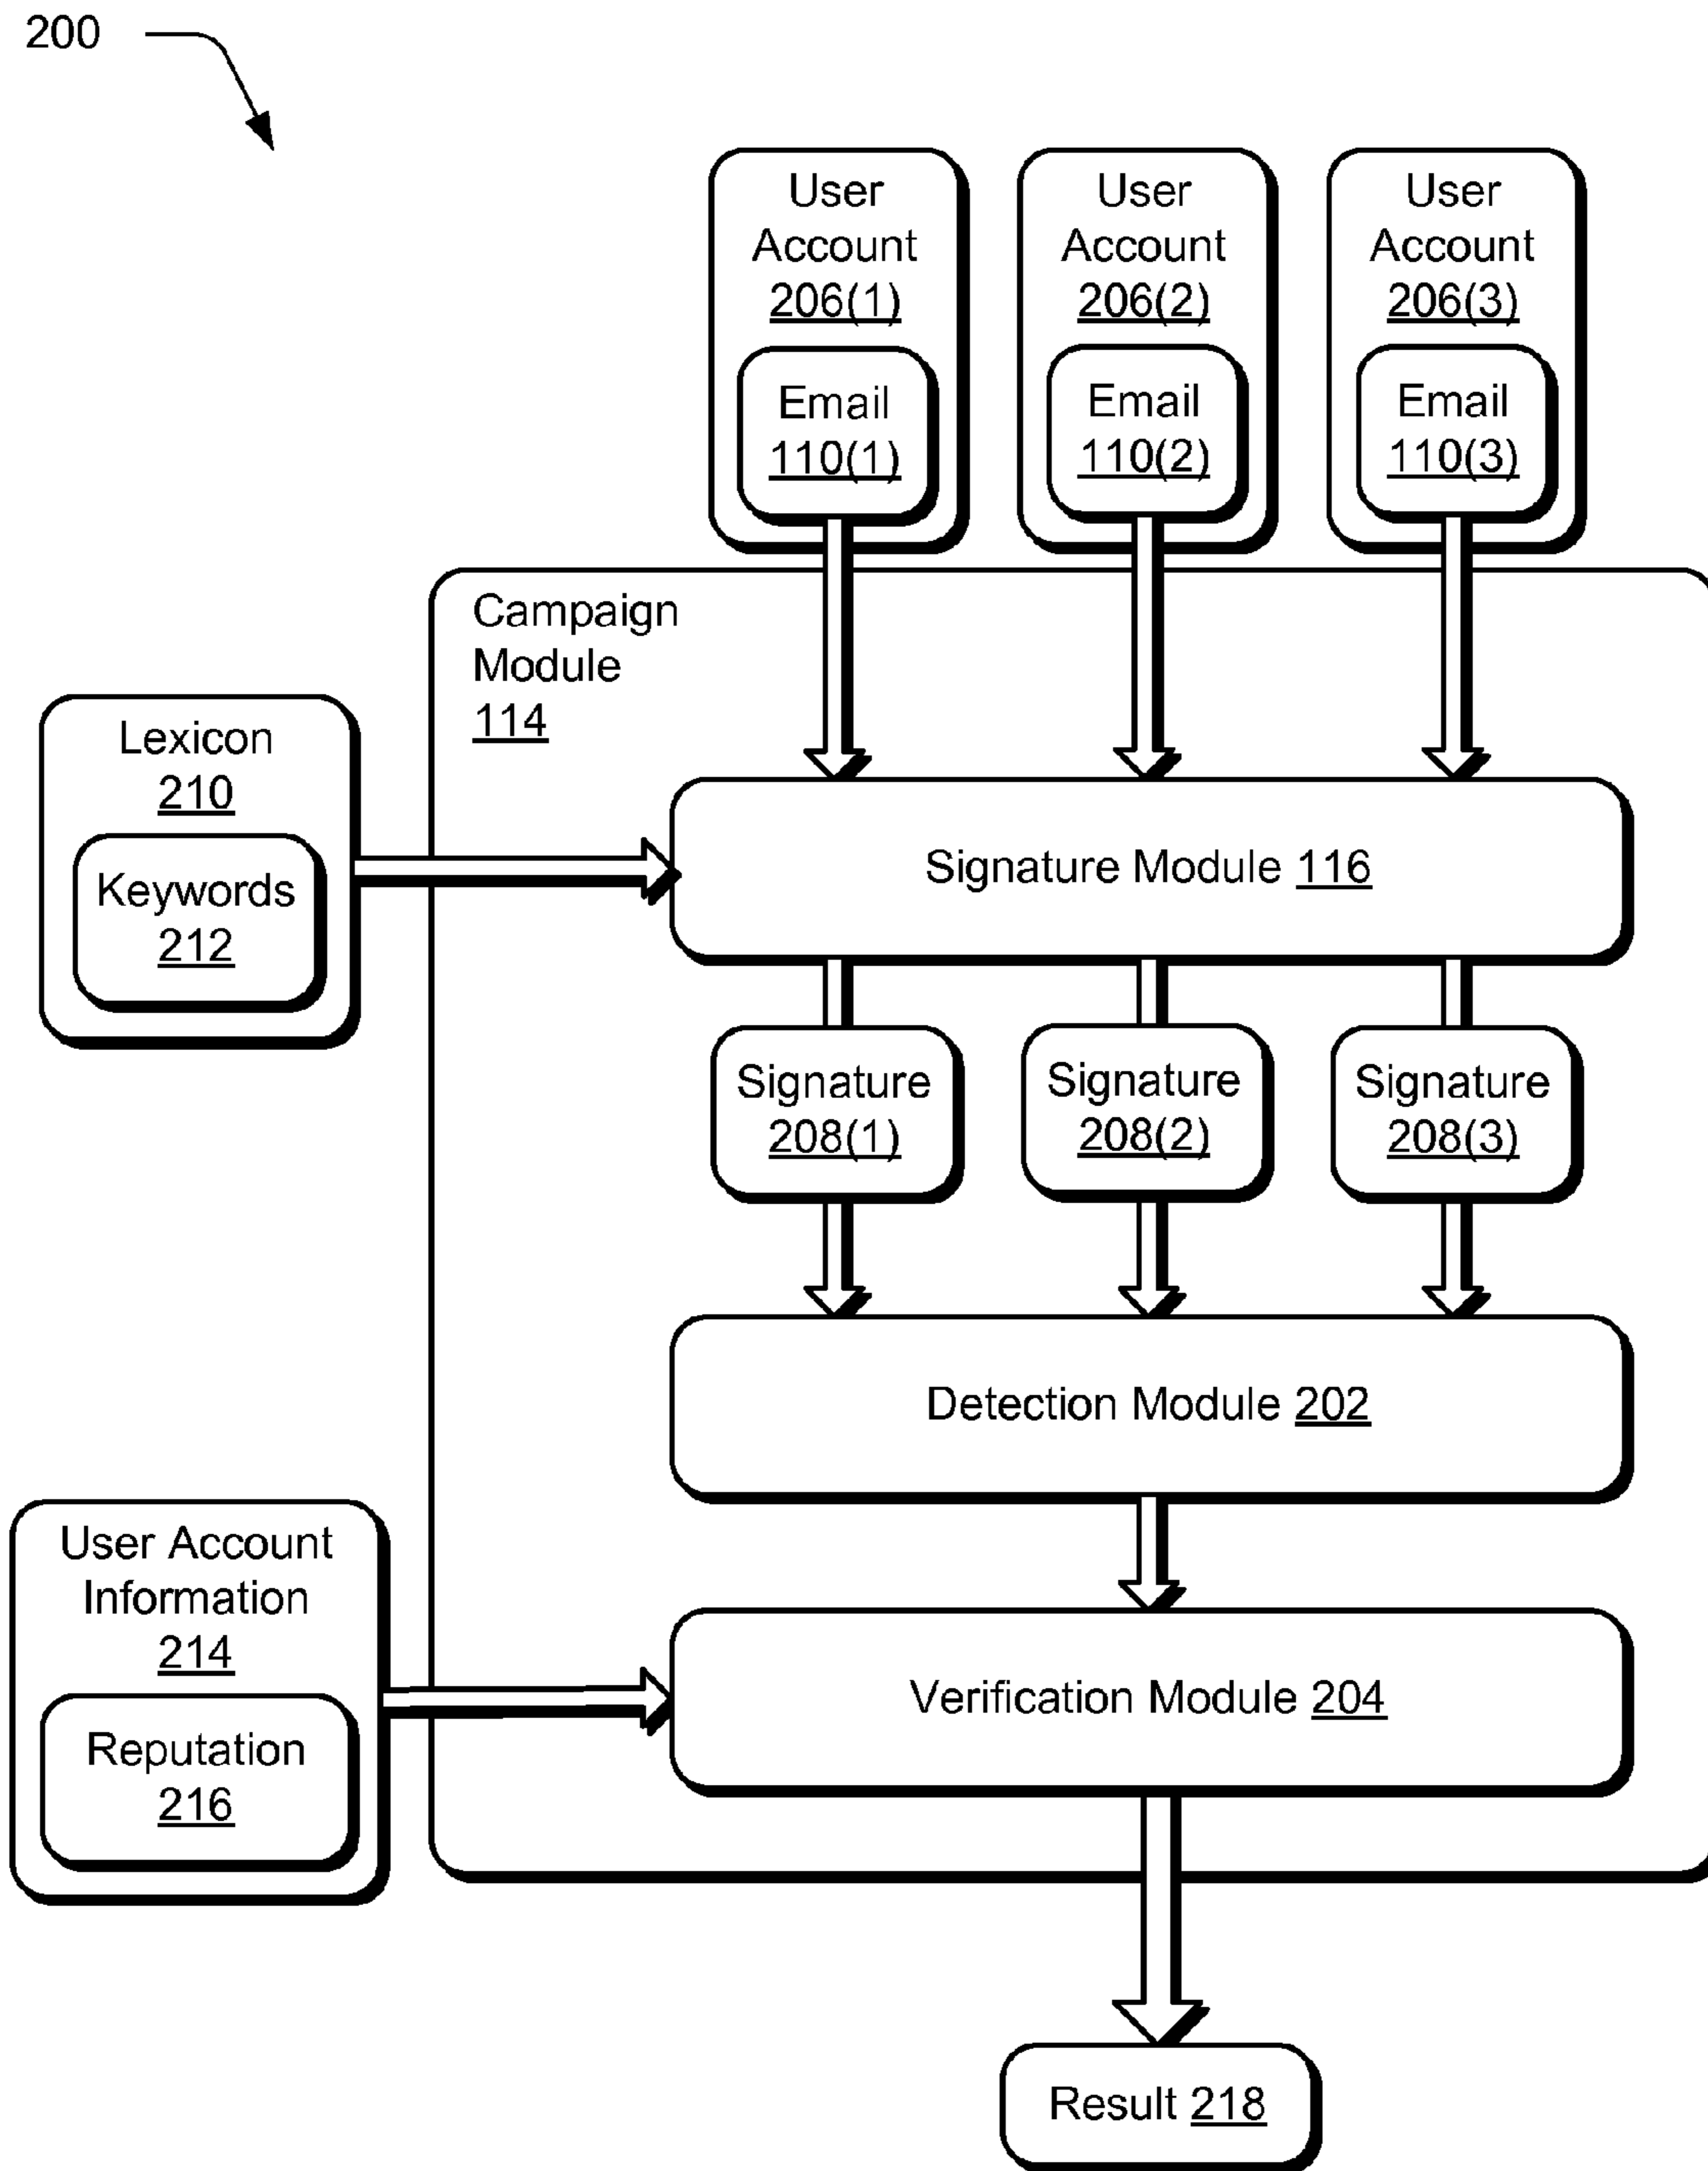 200
User
Account
206(1)
Email
110(1)
User
Account
206(2)
Email
110(2)
User
Account
206(3)
Email
110(3)
Campaign
Module
114
Lexicon
210
Keywords
212
Signature Module 116
Signature
208(1)
Signature
208(2)
Signature
208(3)
Detection Module 202
User Account
Information
214
Reputation
216
Verification Module 204
Result 218